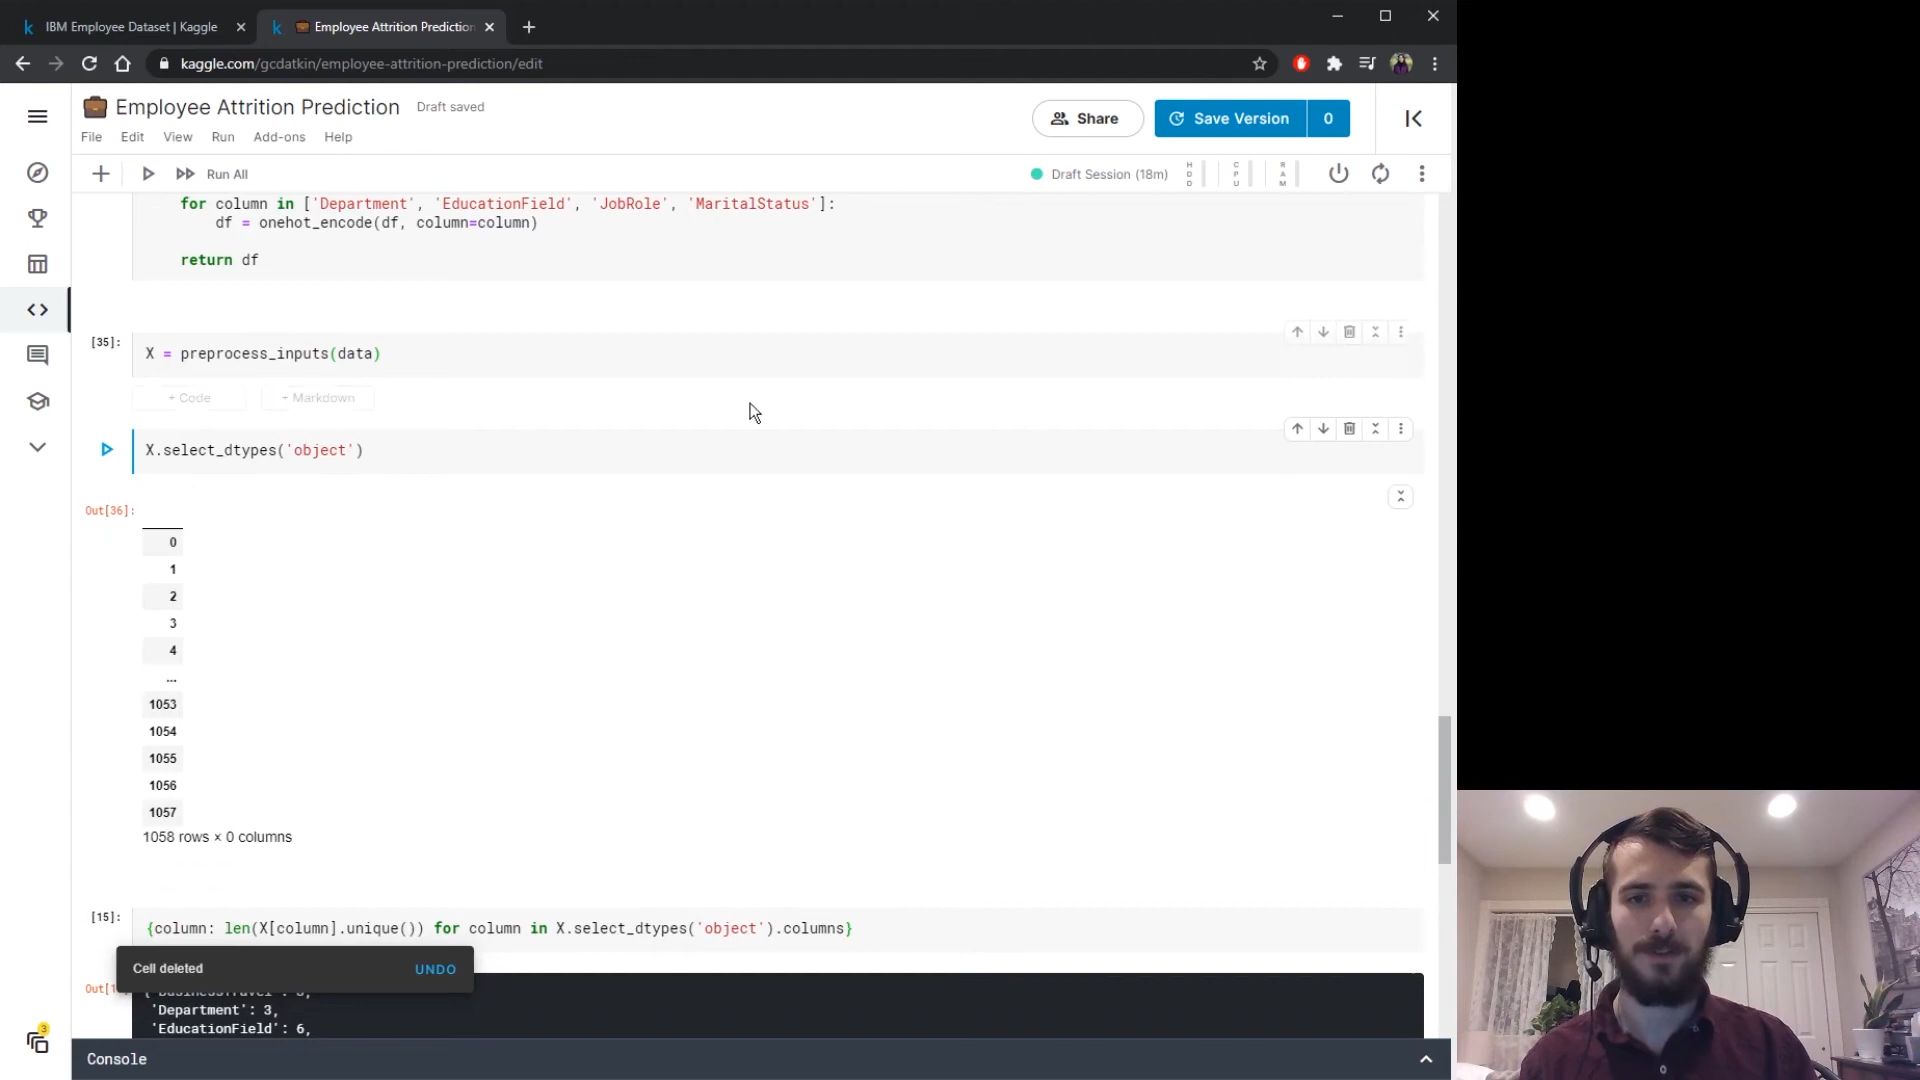 IBM Employee Dataset | Kaggle
Employee Attrition Prediction
kaggle.com/gcdatkin/employee-attrition-prediction/edit
Employee Attrition Prediction
Draft saved
Share
Save Version
0
File
Edit
View
Run
Add-ons
Help
Run All
Draft Session (18m)
HDD
CPU
RAM
for column in ['Department', 'EducationField', 'JobRole', 'MaritalStatus']:
df = onehot_encode(df, column=column)
return df
[35]:
X = preprocess_inputs(data)
+ Code
+ Markdown
X.select_dtypes('object')
Out[36]:
0
1
2
3
4
...
1053
1054
1055
1056
1057
1058 rows × 0 columns
[15]:
{column: len(X[column].unique()) for column in X.select_dtypes('object').columns}
Cell deleted
UNDO
'Department': 3,
'EducationField': 6,
3
Console